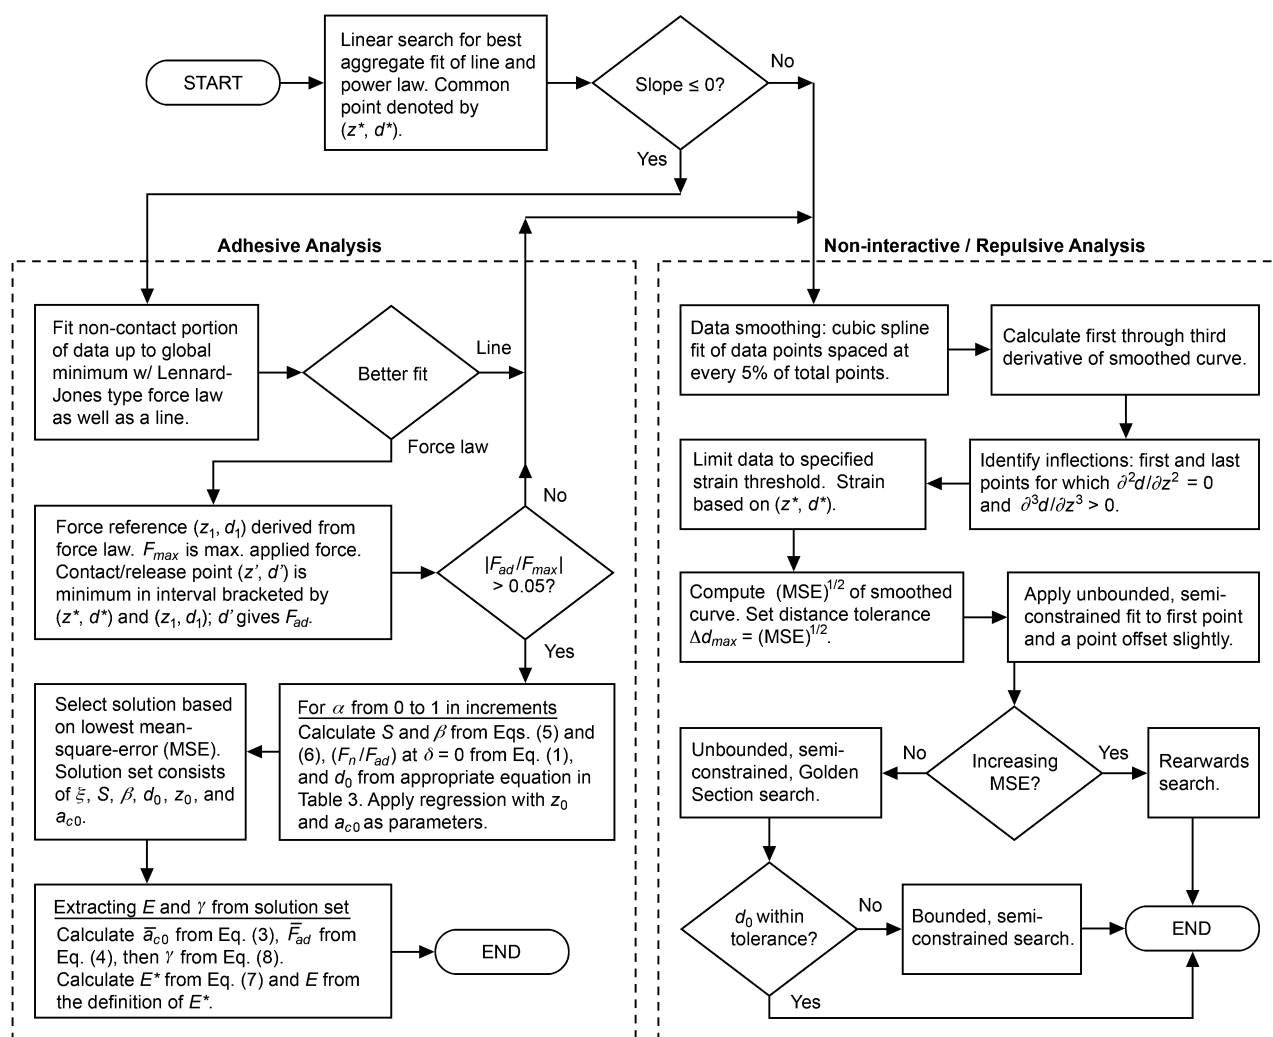 START
Linear search for best
aggregate fit of line and
power law. Common
point denoted by
(z*, d*).
Slope ≤ 0?
No
Yes
Adhesive Analysis
Non-interactive / Repulsive Analysis
Fit non-contact portion
of data up to global
minimum w/ Lennard-
Jones type force law
as well as a line.
Better fit
Line
Force law
Force reference (z₁, d₁) derived from
force law. Fmax is max. applied force.
Contact/release point (z’, d’) is
minimum in interval bracketed by
(z*, d*) and (z₁, d₁); d’ gives Fad.
No
|Fad/Fmax|
> 0.05?
Yes
For α from 0 to 1 in increments
Calculate S and β from Eqs. (5) and
(6), (Fn/Fad) at δ = 0 from Eq. (1),
and d₀ from appropriate equation in
Table 3. Apply regression with z₀
and ac0 as parameters.
Select solution based
on lowest mean-
square-error (MSE).
Solution set consists
of ξ, S, β, d₀, z₀, and
ac0.
Extracting E and γ from solution set
Calculate a̅c0 from Eq. (3), F̅ad from
Eq. (4), then γ from Eq. (8).
Calculate E* from Eq. (7) and E from
the definition of E*.
END
Data smoothing: cubic spline
fit of data points spaced at
every 5% of total points.
Calculate first through third
derivative of smoothed curve.
Identify inflections: first and last
points for which ∂²d/∂z² = 0
and ∂³d/∂z³ > 0.
Limit data to specified
strain threshold. Strain
based on (z*, d*).
Compute (MSE)^1/2 of smoothed
curve. Set distance tolerance
Δdmax = (MSE)^1/2.
Apply unbounded, semi-
constrained fit to first point
and a point offset slightly.
Increasing
MSE?
No
Yes
Unbounded, semi-
constrained, Golden
Section search.
Rearwards
search.
d₀ within
tolerance?
No
Yes
Bounded, semi-
constrained search.
END